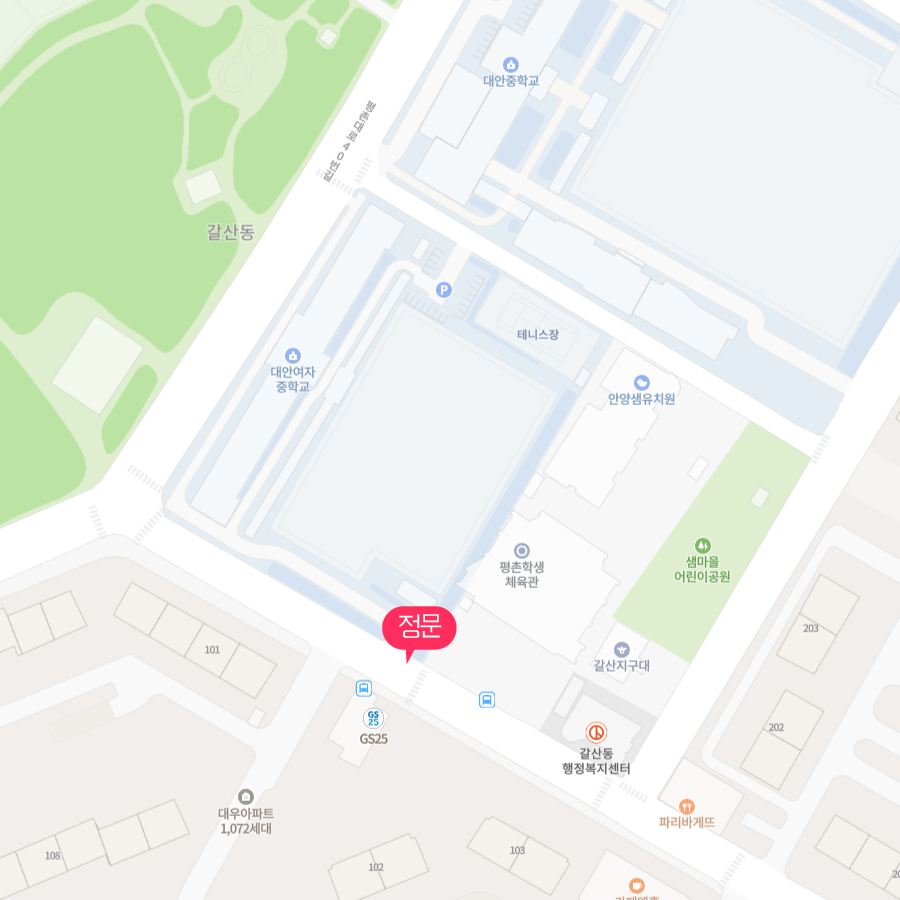 대안중학교
평촌대로40번길
갈산동
P
테니스장
대안여자
중학교
안양샘유치원
평촌학생
체육관
샘마을
어린이공원
정문
203
101
갈산지구대
GS
25
GS25
202
갈산동
행정복지센터
대우아파트
1,072세대
파리바게뜨
108
102
103